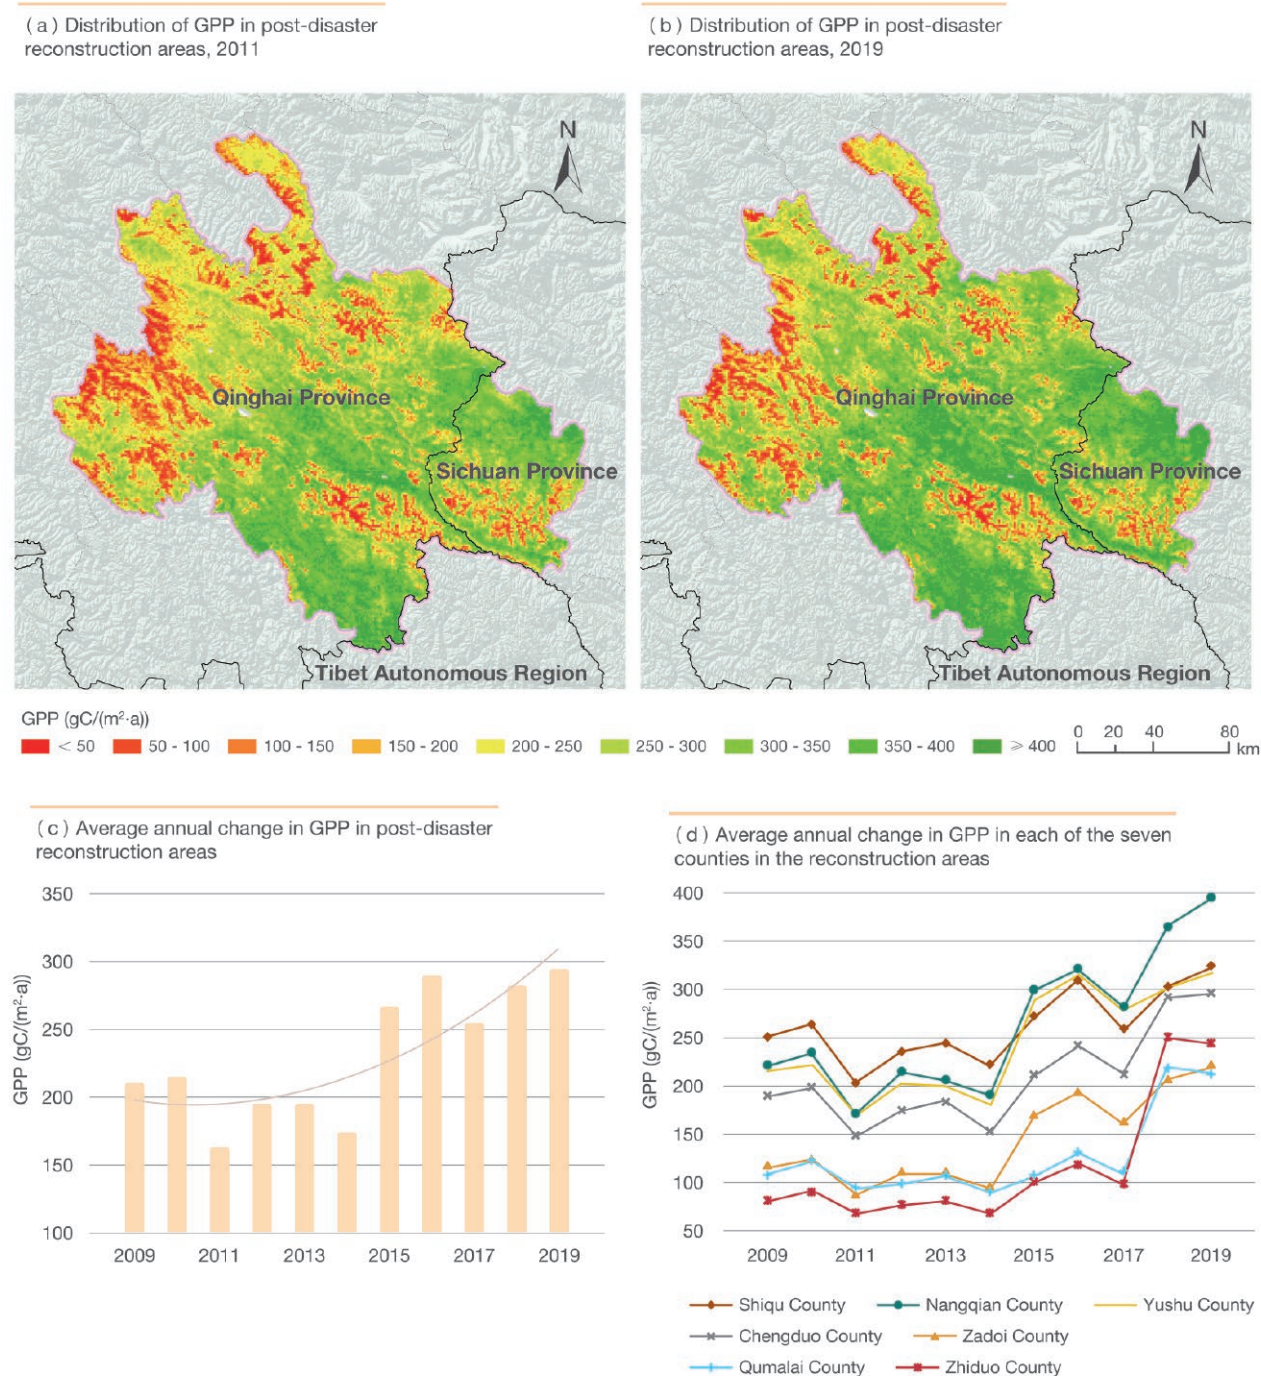 ( a ) Distribution of GPP in post-disaster
reconstruction areas, 2011
( b ) Distribution of GPP in post-disaster
reconstruction areas, 2019
N
Qinghai Province
Sichuan Province
Tibet Autonomous Region
N
Qinghai Province
Sichuan Province
Tibet Autonomous Region
GPP (gC/(m²·a))
< 50
50 - 100
100 - 150
150 - 200
200 - 250
250 - 300
300 - 350
350 - 400
⩾ 400
0 20 40 80
km
( c ) Average annual change in GPP in post-disaster
reconstruction areas
GPP (gC/(m²·a))
350
300
250
200
150
100
2009 2011 2013 2015 2017 2019
( d ) Average annual change in GPP in each of the seven
counties in the reconstruction areas
GPP (gC/(m²·a))
400
350
300
250
200
150
100
50
2009 2011 2013 2015 2017 2019
Shiqu County
Nangqian County
Yushu County
Chengduo County
Zadoi County
Qumalai County
Zhiduo County